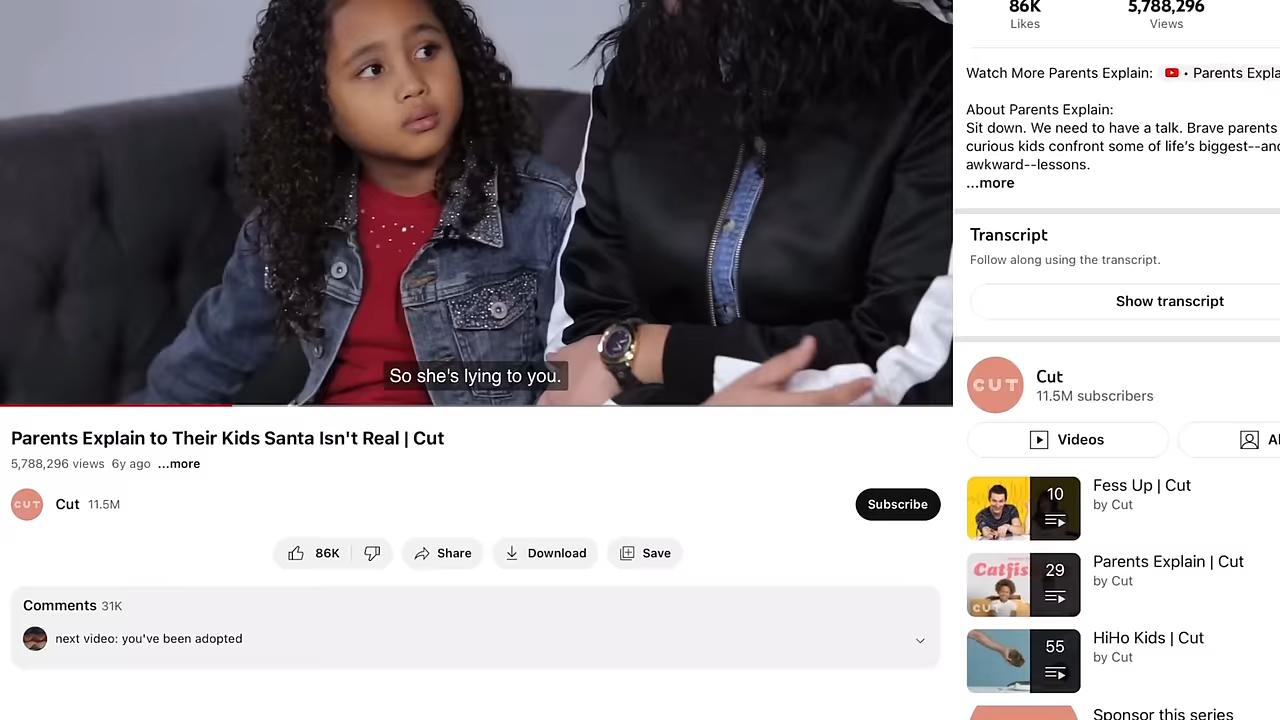 So she's lying to you.
Parents Explain to Their Kids Santa Isn't Real | Cut
5,788,296 views 6y ago ...more
CUT Cut 11.5M
Subscribe
86K
Share
Download
Save
Comments 31K
next video: you've been adopted
86K 5,788,296
Likes Views
Watch More Parents Explain: • Parents Expla
About Parents Explain:
Sit down. We need to have a talk. Brave parents
curious kids confront some of life's biggest--and
awkward--lessons.
...more
Transcript
Follow along using the transcript.
Show transcript
CUT
Cut
11.5M subscribers
Videos
10
Fess Up | Cut
by Cut
Catfis
CUT
29
Parents Explain | Cut
by Cut
55
HiHo Kids | Cut
by Cut
Sponsor this series